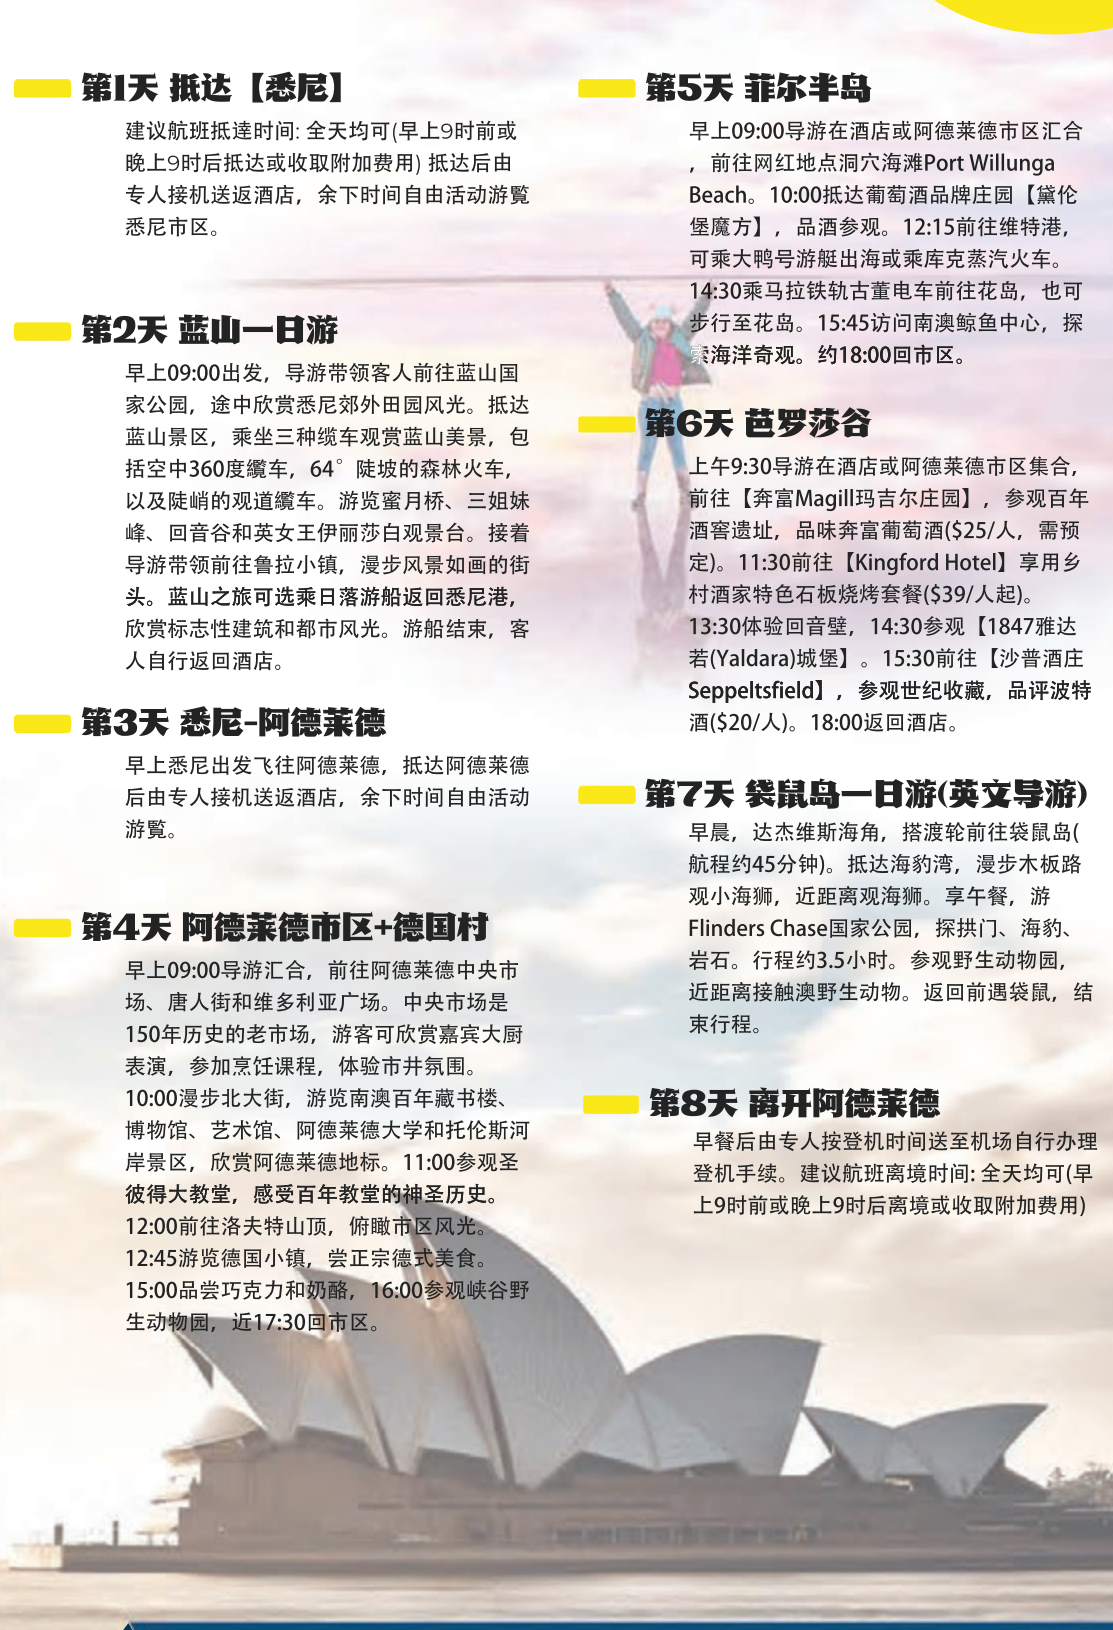 第1天 抵达【悉尼】
建议航班抵達时间: 全天均可(早上9时前或
晚上9时后抵达或收取附加费用) 抵达后由
专人接机送返酒店，余下时间自由活动游覧
悉尼市区。
第2天 蓝山一日游
早上09:00出发，导游带领客人前往蓝山国
家公园，途中欣赏悉尼郊外田园风光。抵达
蓝山景区，乘坐三种缆车观赏蓝山美景，包
括空中360度纜车，64°陡坡的森林火车，
以及陡峭的观道纜车。游览蜜月桥、三姐妹
峰、回音谷和英女王伊丽莎白观景台。接着
导游带领前往鲁拉小镇，漫步风景如画的街
头。蓝山之旅可选乘日落游船返回悉尼港，
欣赏标志性建筑和都市风光。游船结束，客
人自行返回酒店。
第3天 悉尼-阿德莱德
早上悉尼出发飞往阿德莱德，抵达阿德莱德
后由专人接机送返酒店，余下时间自由活动
游覧。
第4天 阿德莱德市区+德国村
早上09:00导游汇合，前往阿德莱德中央市
场、唐人街和维多利亚广场。中央市场是
150年历史的老市场，游客可欣赏嘉宾大厨
表演，参加烹饪课程，体验市井氛围。
10:00漫步北大街，游览南澳百年藏书楼、
博物馆、艺术馆、阿德莱德大学和托伦斯河
岸景区，欣赏阿德莱德地标。11:00参观圣
彼得大教堂，感受百年教堂的神圣历史。
12:00前往洛夫特山顶，俯瞰市区风光。
12:45游览德国小镇，尝正宗德式美食。
15:00品尝巧克力和奶酪，16:00参观峡谷野
生动物园，近17:30回市区。
第5天 菲尔半岛
早上09:00导游在酒店或阿德莱德市区汇合
，前往网红地点洞穴海滩Port Willunga
Beach。10:00抵达葡萄酒品牌庄园【黛伦
堡魔方】，品酒参观。12:15前往维特港，
可乘大鸭号游艇出海或乘库克蒸汽火车。
14:30乘马拉铁轨古董电车前往花岛，也可
步行至花岛。15:45访问南澳鲸鱼中心，探
索海洋奇观。约18:00回市区。
第6天 芭罗莎谷
上午9:30导游在酒店或阿德莱德市区集合，
前往【奔富Magill玛吉尔庄园】，参观百年
酒窖遗址，品味奔富葡萄酒($25/人，需预
定)。11:30前往【Kingford Hotel】享用乡
村酒家特色石板烧烤套餐($39/人起)。
13:30体验回音壁，14:30参观【1847雅达
若(Yaldara)城堡】。15:30前往【沙普酒庄
Seppeltsfield】，参观世纪收藏，品评波特
酒($20/人)。18:00返回酒店。
第7天 袋鼠岛一日游(英文导游)
早晨，达杰维斯海角，搭渡轮前往袋鼠岛(
航程约45分钟)。抵达海豹湾，漫步木板路
观小海狮，近距离观海狮。享午餐，游
Flinders Chase国家公园，探拱门、海豹、
岩石。行程约3.5小时。参观野生动物园，
近距离接触澳野生动物。返回前遇袋鼠，结
束行程。
第8天 离开阿德莱德
早餐后由专人按登机时间送至机场自行办理
登机手续。建议航班离境时间: 全天均可(早
上9时前或晚上9时后离境或收取附加费用)